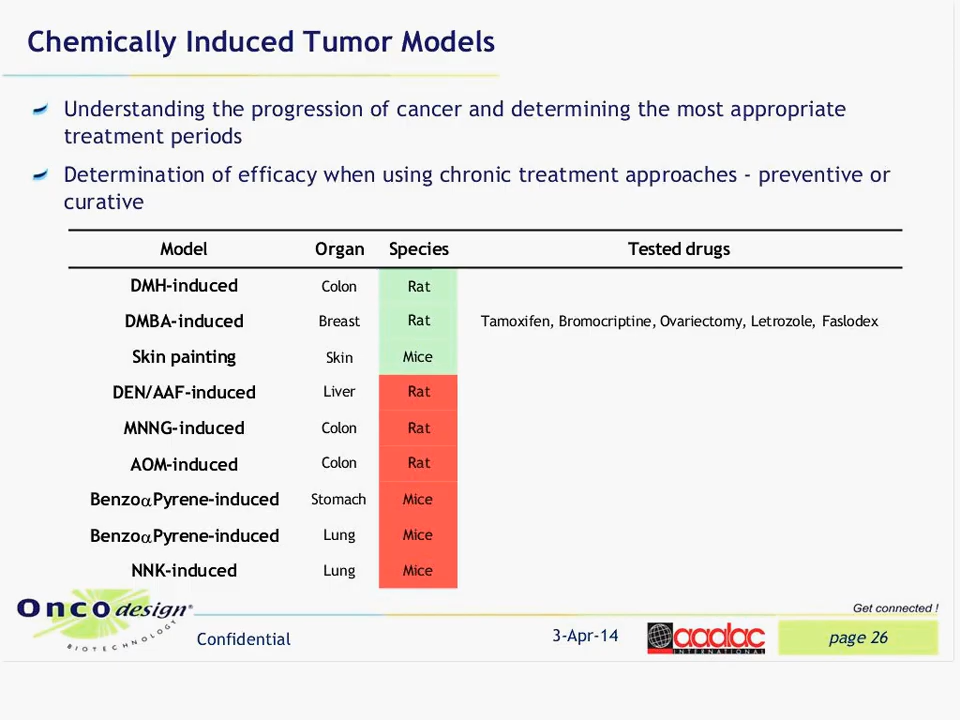 Chemically Induced Tumor Models
Understanding the progression of cancer and determining the most appropriate
treatment periods
Determination of efficacy when using chronic treatment approaches - preventive or
curative
Model Organ Species Tested drugs
DMH-induced Colon Rat
DMBA-induced Breast Rat Tamoxifen, Bromocriptine, Ovariectomy, Letrozole, Faslodex
Skin painting Skin Mice
DEN/AAF-induced Liver Rat
MNNG-induced Colon Rat
AOM-induced Colon Rat
BenzoαPyrene-induced Stomach Mice
BenzoαPyrene-induced Lung Mice
NNK-induced Lung Mice
Get connected !
Oncodesign®
BIOTECHNOLOGY
Confidential
3-Apr-14
aaalac
INTERNATIONAL
page 26